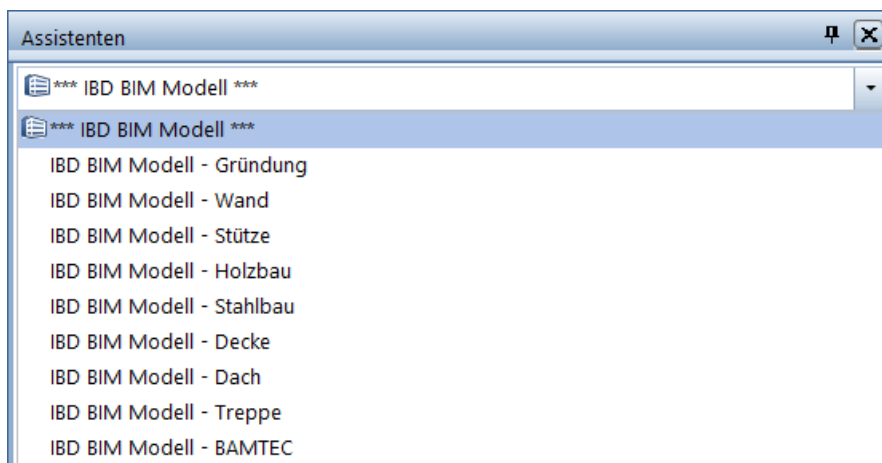 Assistenten
*** IBD BIM Modell ***
*** IBD BIM Modell ***
IBD BIM Modell - Gründung
IBD BIM Modell - Wand
IBD BIM Modell - Stütze
IBD BIM Modell - Holzbau
IBD BIM Modell - Stahlbau
IBD BIM Modell - Decke
IBD BIM Modell - Dach
IBD BIM Modell - Treppe
IBD BIM Modell - BAMTEC